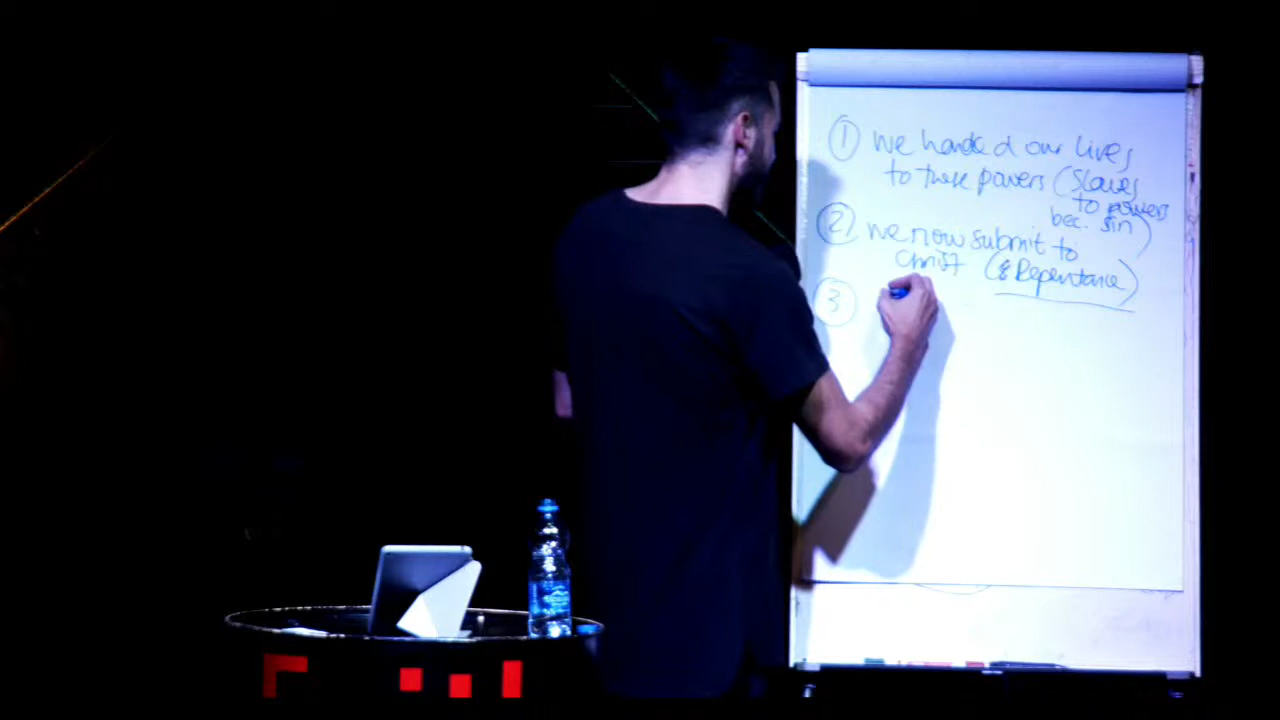 ① we handed our lives
to these powers (Slaves
to powers
bec. sin)
② we now submit to
Christ (& Repentance)
③